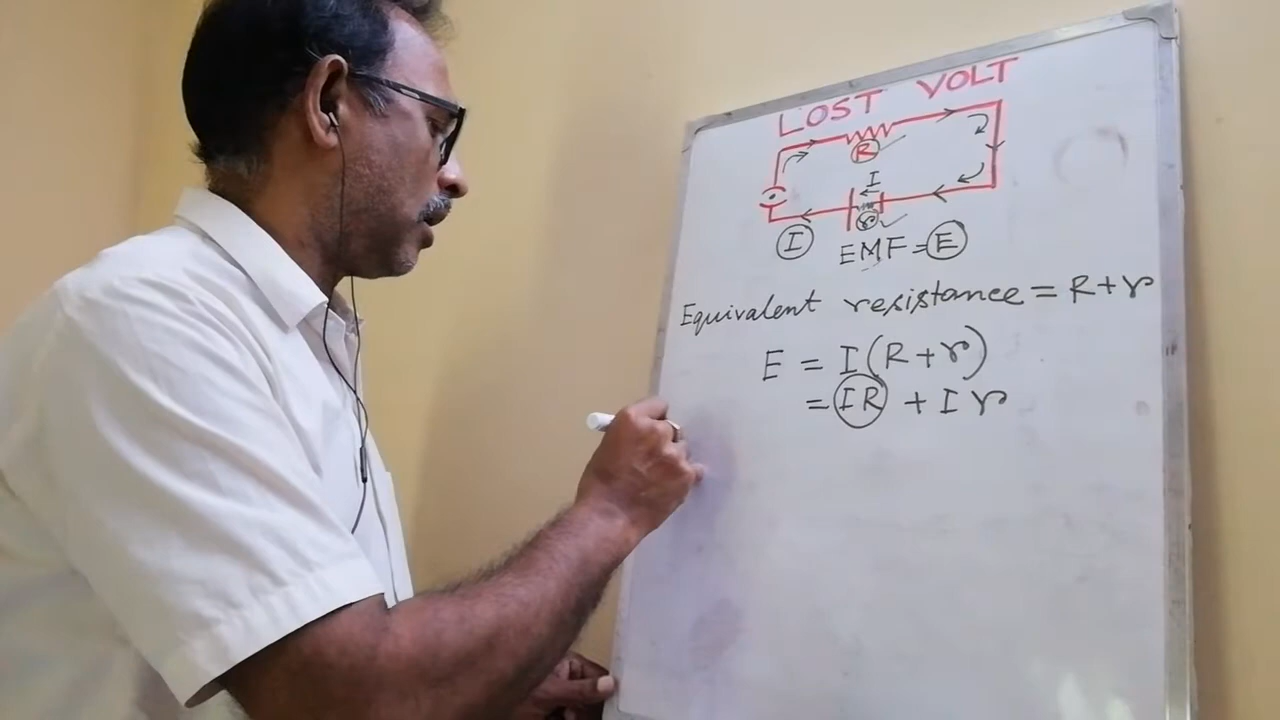 LOST VOLT
R
I
r
I
EMF = E
Equivalent resistance = R+r
E = I(R+r)
= IR + Ir